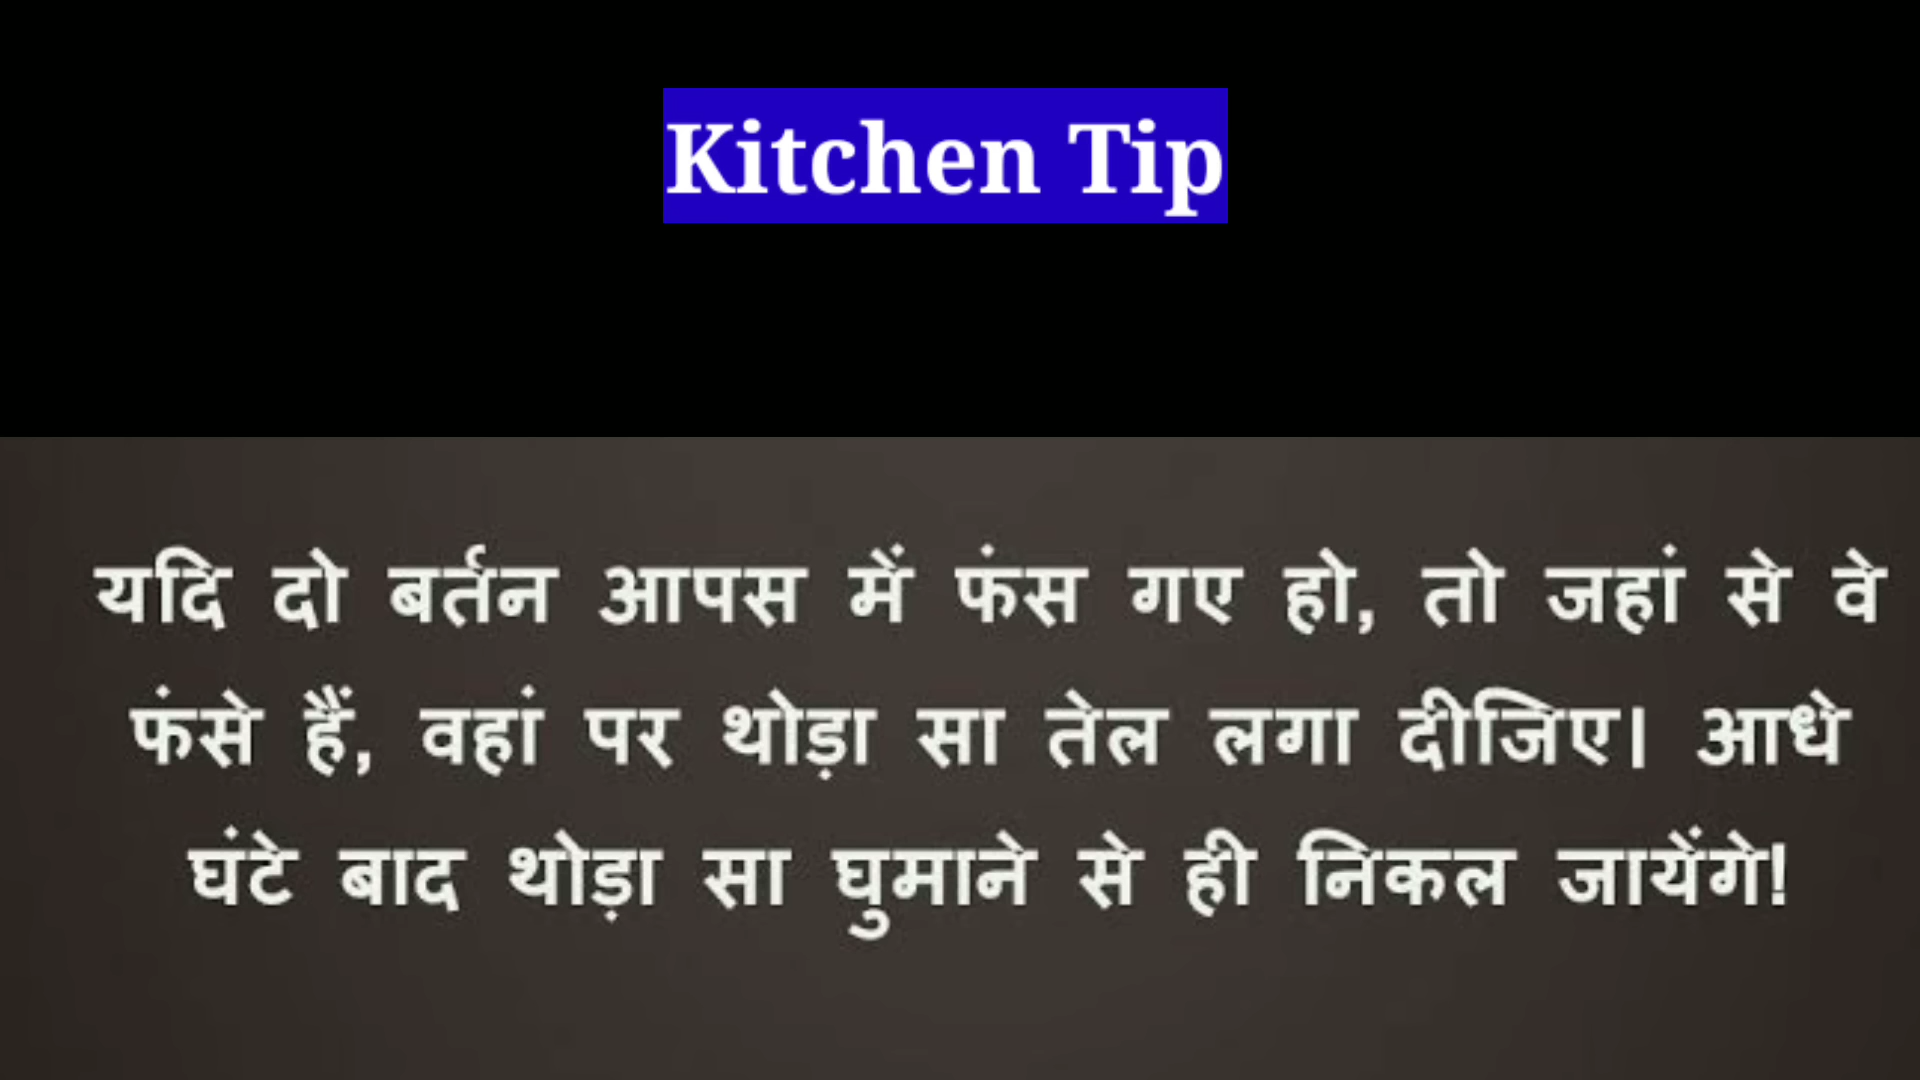 Kitchen Tip
यदि दो बर्तन आपस में फंस गए हो, तो जहां से वे
फंसे हैं, वहां पर थोड़ा सा तेल लगा दीजिए। आधे
घंटे बाद थोड़ा सा घुमाने से ही निकल जायेंगे!